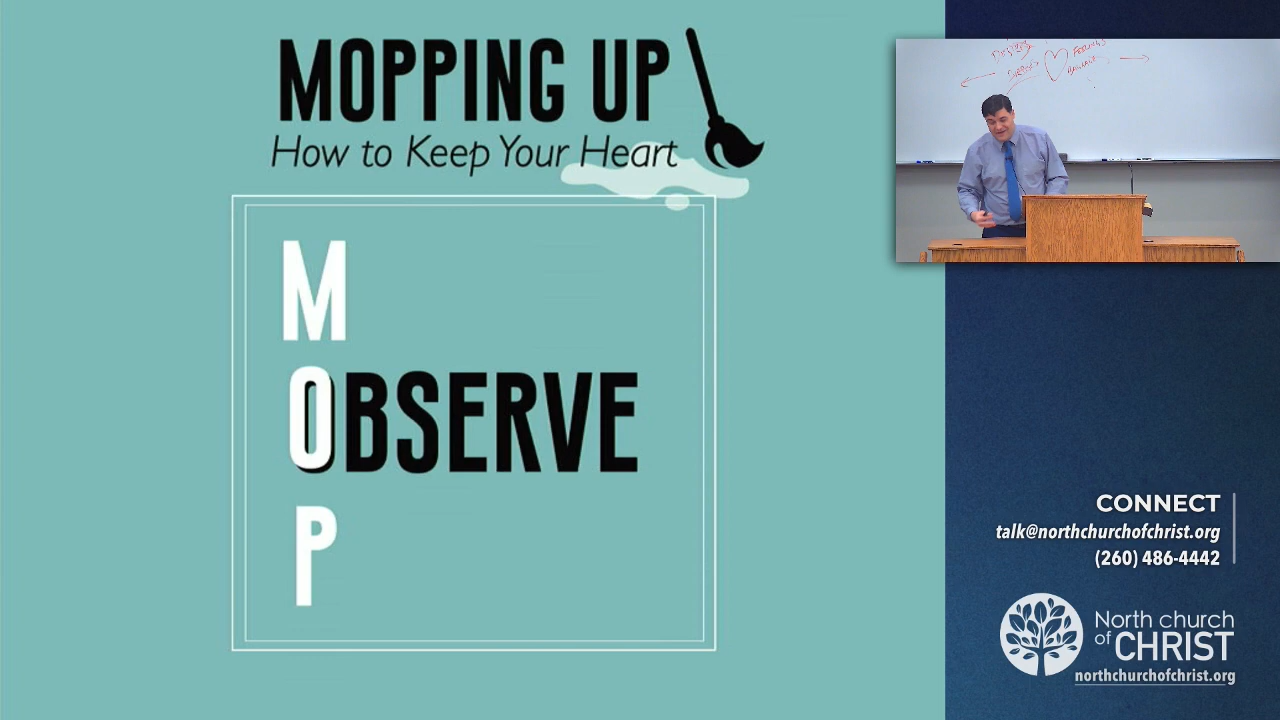 MOPPING UP
How to Keep Your Heart
M
OBSERVE
P
CONNECT
talk@northchurchofchrist.org
(260) 486-4442
North church
of CHRIST
northchurchofchrist.org